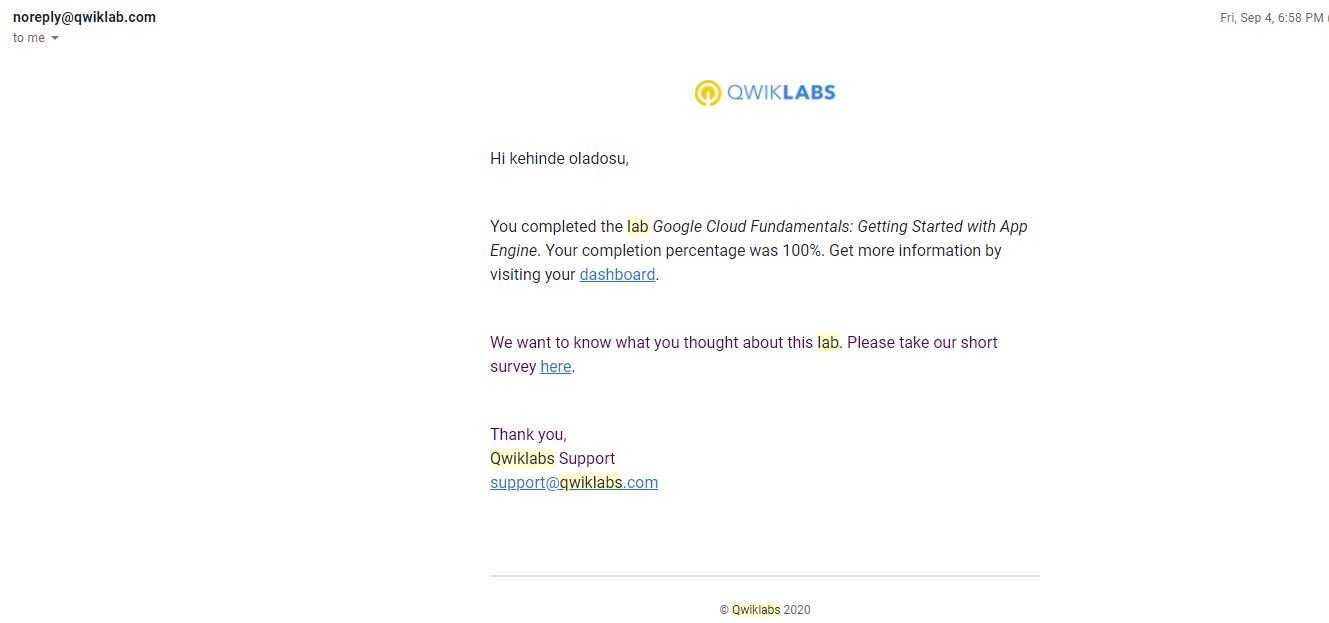 noreply@qwiklab.com
Fri, Sep 4, 6:58 PM
to me
QWIKLABS
Hi kehinde oladosu,
You completed the lab Google Cloud Fundamentals: Getting Started with App
Engine. Your completion percentage was 100%. Get more information by
visiting your dashboard.
We want to know what you thought about this lab. Please take our short
survey here.
Thank you,
Qwiklabs Support
support@qwiklabs.com
© Qwiklabs 2020